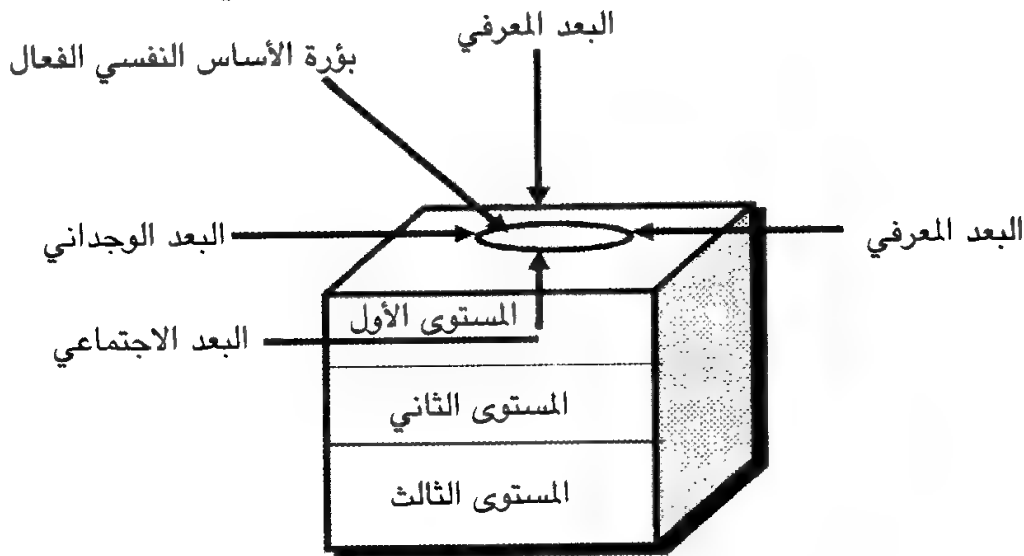 البعد المعرفي
بؤرة الأساس النفسي الفعال
البعد المعرفي
البعد الوجداني
المستوى الأول
البعد الاجتماعي
المستوى الثاني
المستوى الثالث